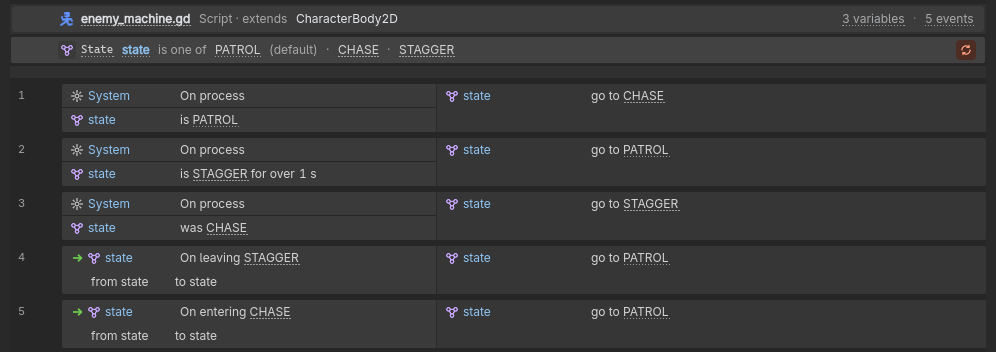 enemy_machine.gd Script · extends CharacterBody2D 3 variables · 5 events
State state is one of PATROL (default) · CHASE · STAGGER
1 System On process state go to CHASE
state is PATROL
2 System On process state go to PATROL
state is STAGGER for over 1 s
3 System On process state go to STAGGER
state was CHASE
4 state On leaving STAGGER state go to PATROL
from state to state
5 state On entering CHASE state go to PATROL
from state to state